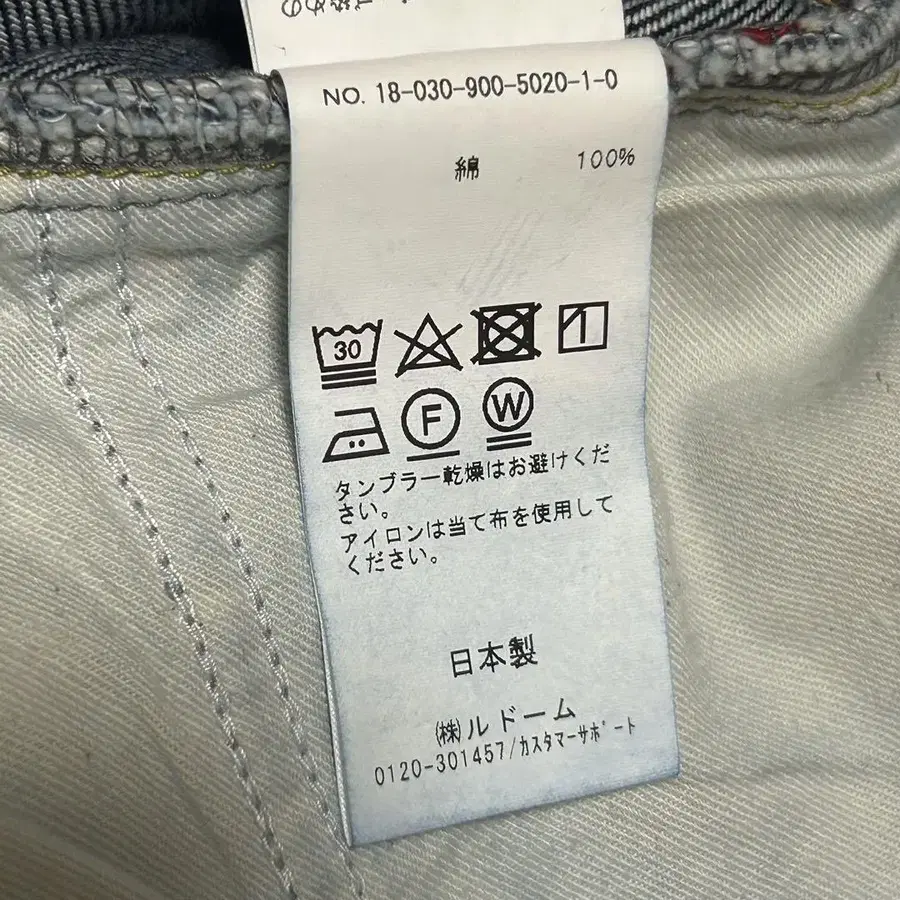 NO. 18-030-900-5020-1-0
綿 100%
30
1
F W
タンブラー乾燥はお避けくだ
さい。
アイロンは当て布を使用して
ください。
日本製
㈱ルドーム
0120-301457/カスタマーサポート